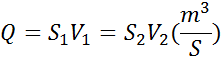 Q = S₁V₁ = S₂V₂(m³/S)